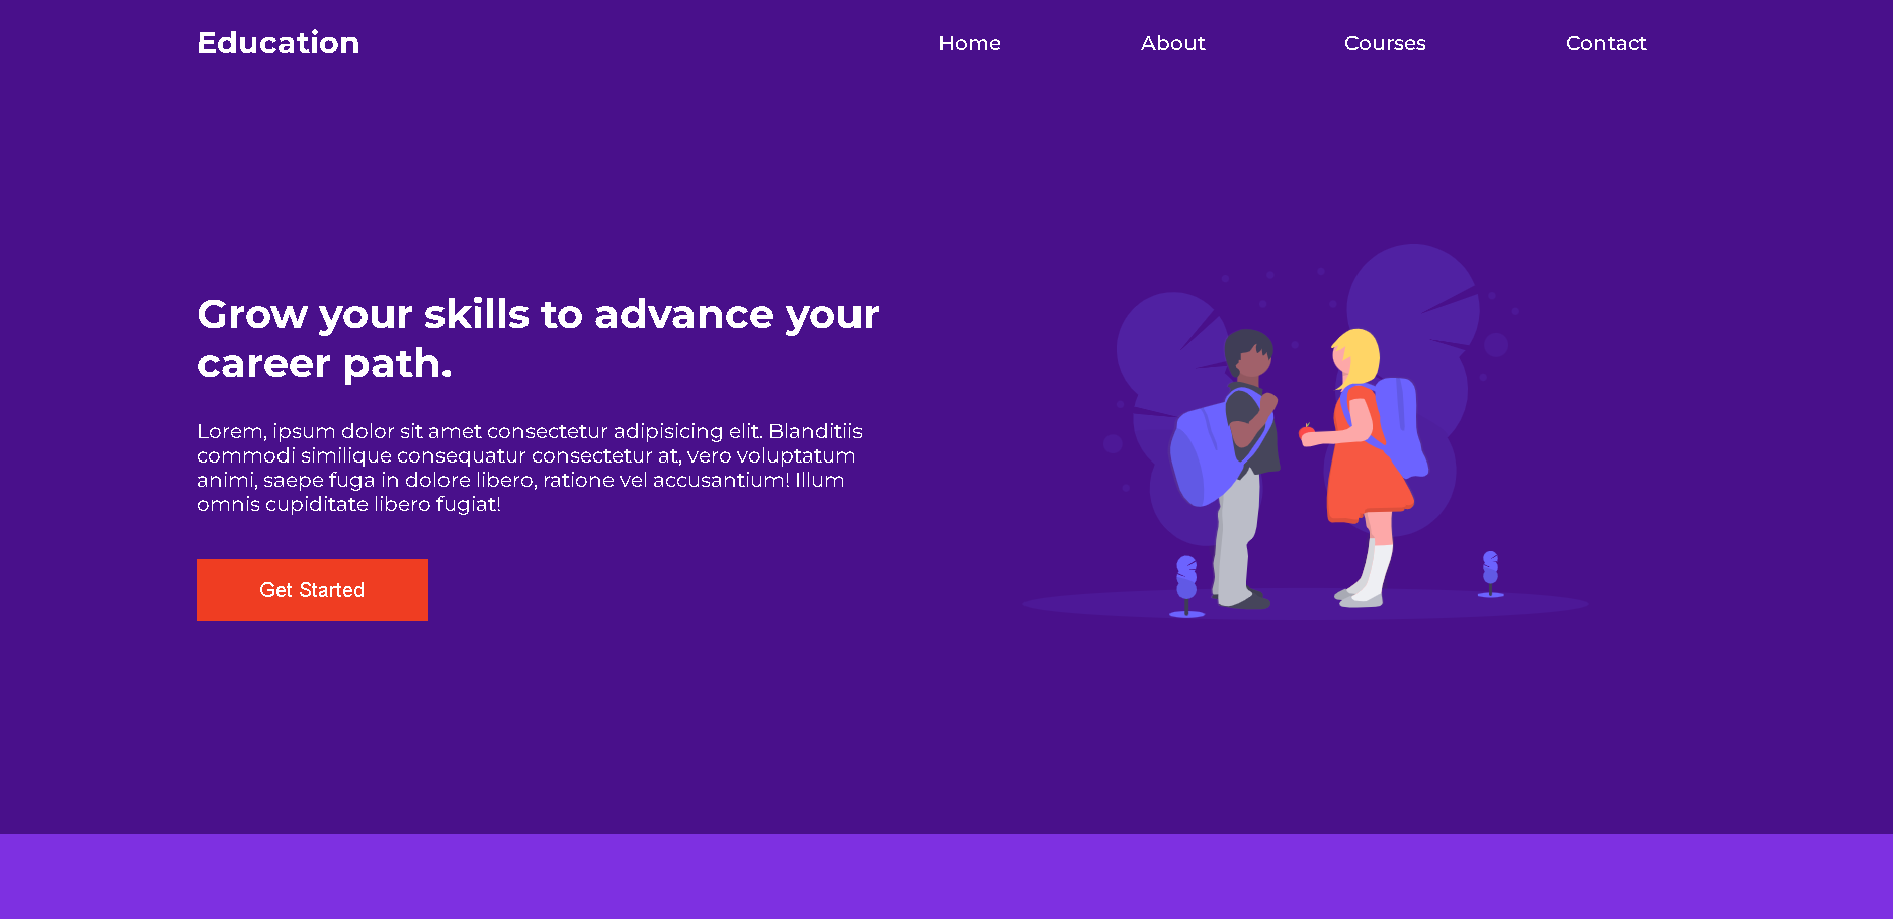 Education
Home
About
Courses
Contact
Grow your skills to advance your
career path.
Lorem, ipsum dolor sit amet consectetur adipisicing elit. Blanditiis
commodi similique consequatur consectetur at, vero voluptatum
animi, saepe fuga in dolore libero, ratione vel accusantium! Illum
omnis cupiditate libero fugiat!
Get Started